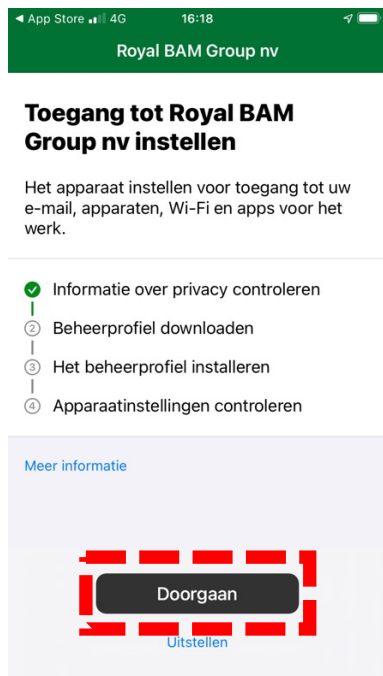 App Store 4G 16:18
Royal BAM Group nv
Toegang tot Royal BAM
Group nv instellen
Het apparaat instellen voor toegang tot uw
e-mail, apparaten, Wi-Fi en apps voor het
werk.
Informatie over privacy controleren
2 Beheerprofiel downloaden
3 Het beheerprofiel installeren
4 Apparaatinstellingen controleren
Meer informatie
Doorgaan
Uitstellen